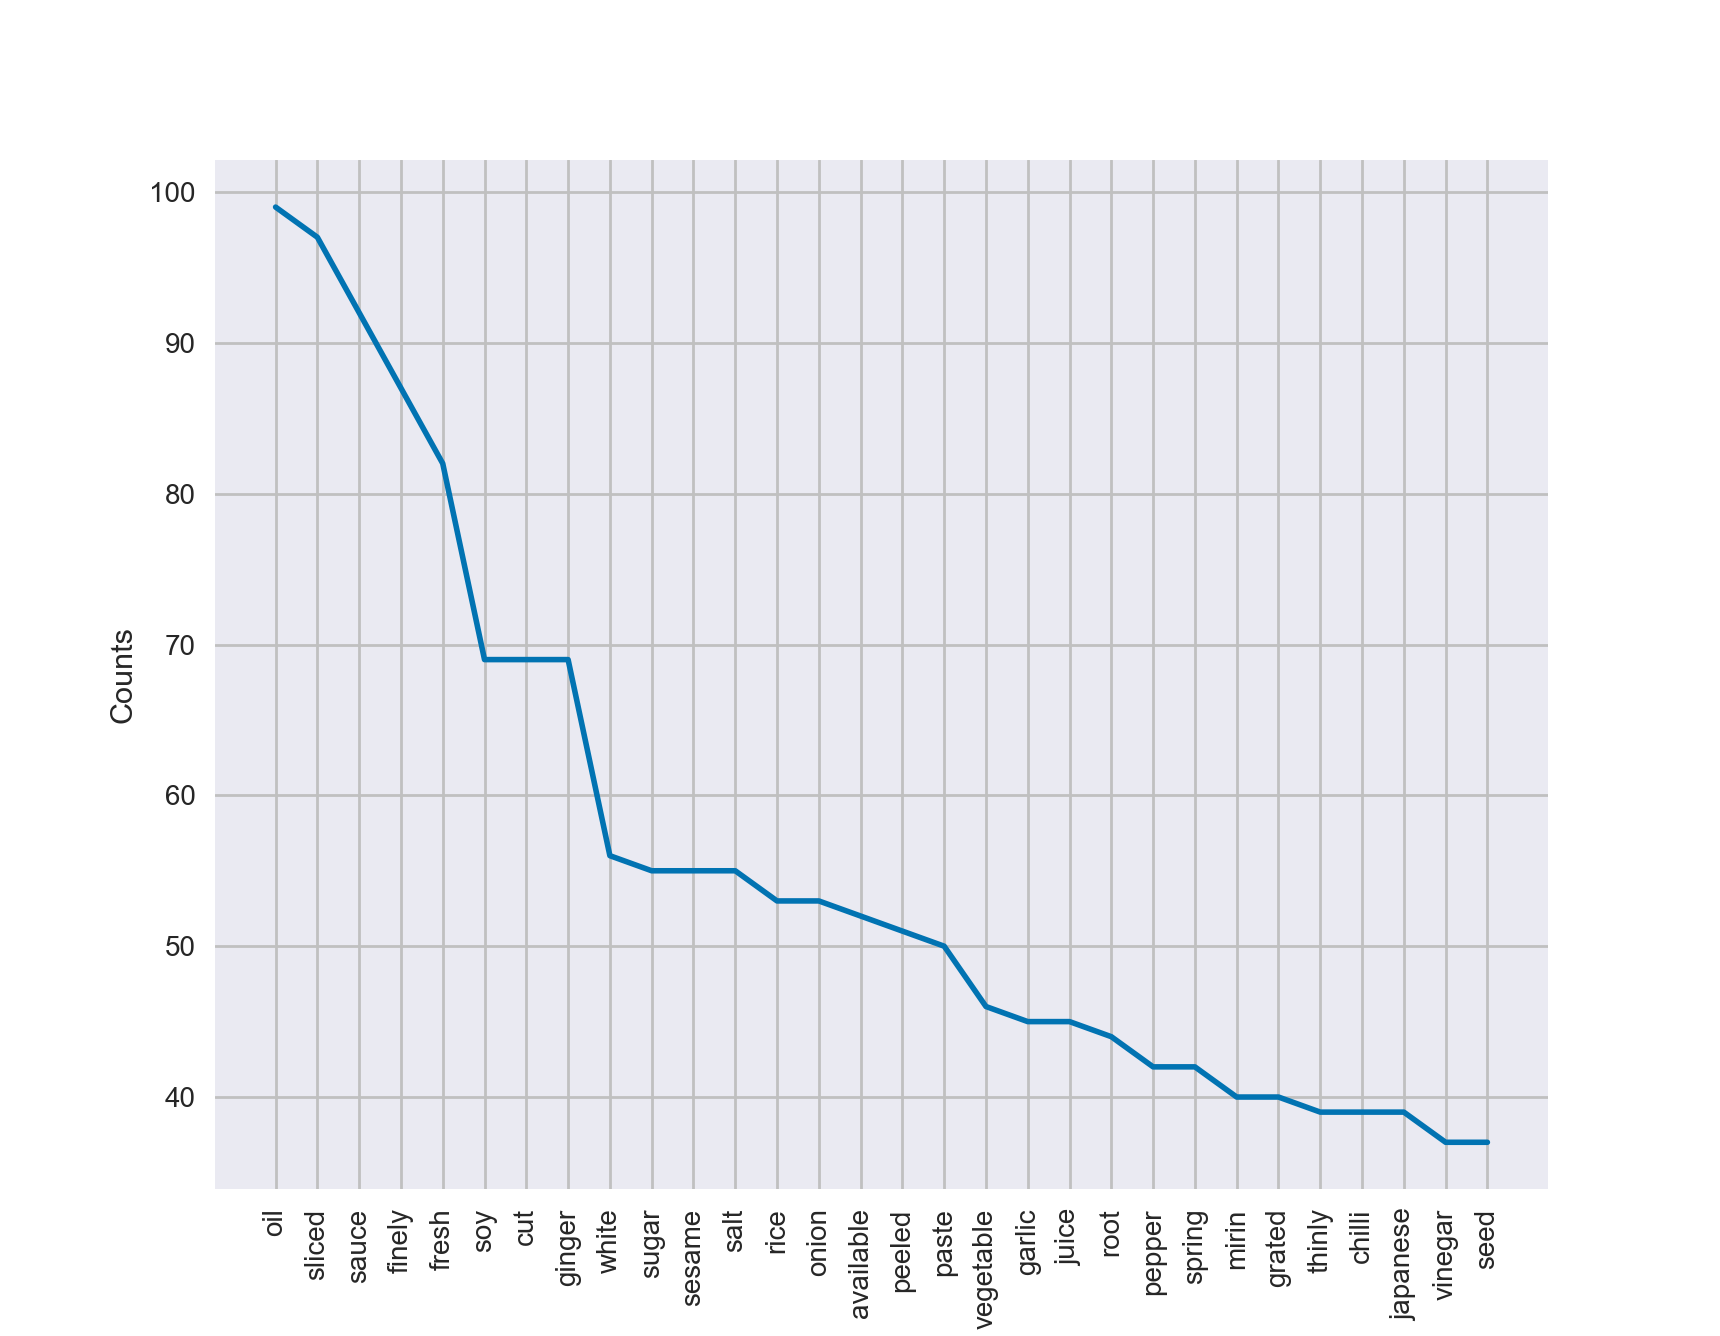 100
90
80
70
60
50
40
Counts
oil
sliced
sauce
finely
fresh
soy
cut
ginger
white
sugar
sesame
salt
rice
onion
available
peeled
paste
vegetable
garlic
juice
root
pepper
spring
mirin
grated
thinly
chilli
japanese
vinegar
seed